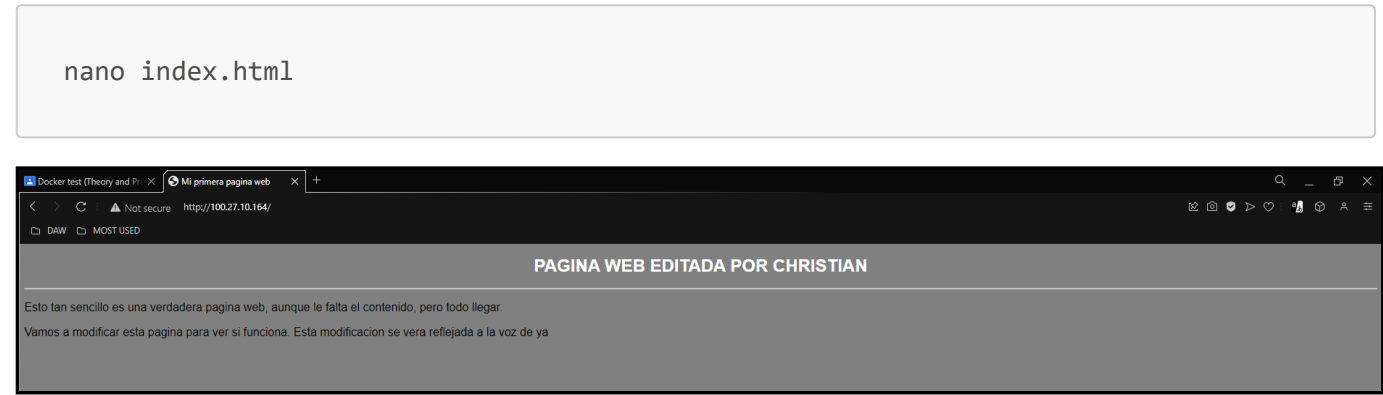 nano index.html
Docker test (Theory and Pr
Mi primera pagina web
Not secure http://100.27.10.164/
DAW MOST USED
PAGINA WEB EDITADA POR CHRISTIAN
Esto tan sencillo es una verdadera pagina web, aunque le falta el contenido, pero todo llegar.
Vamos a modificar esta pagina para ver si funciona. Esta modificacion se vera reflejada a la voz de ya